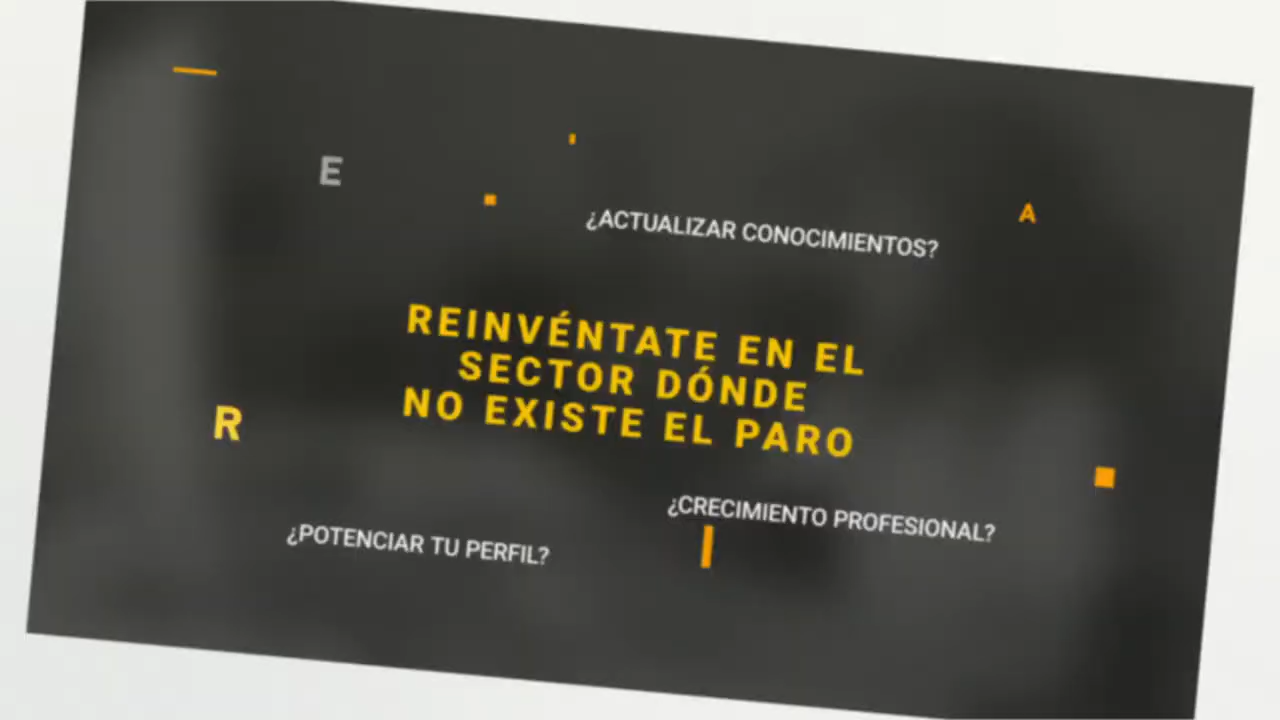 E
A
¿ACTUALIZAR CONOCIMIENTOS?
REINVÉNTATE EN EL
SECTOR DÓNDE
NO EXISTE EL PARO
R
¿CRECIMIENTO PROFESIONAL?
¿POTENCIAR TU PERFIL?